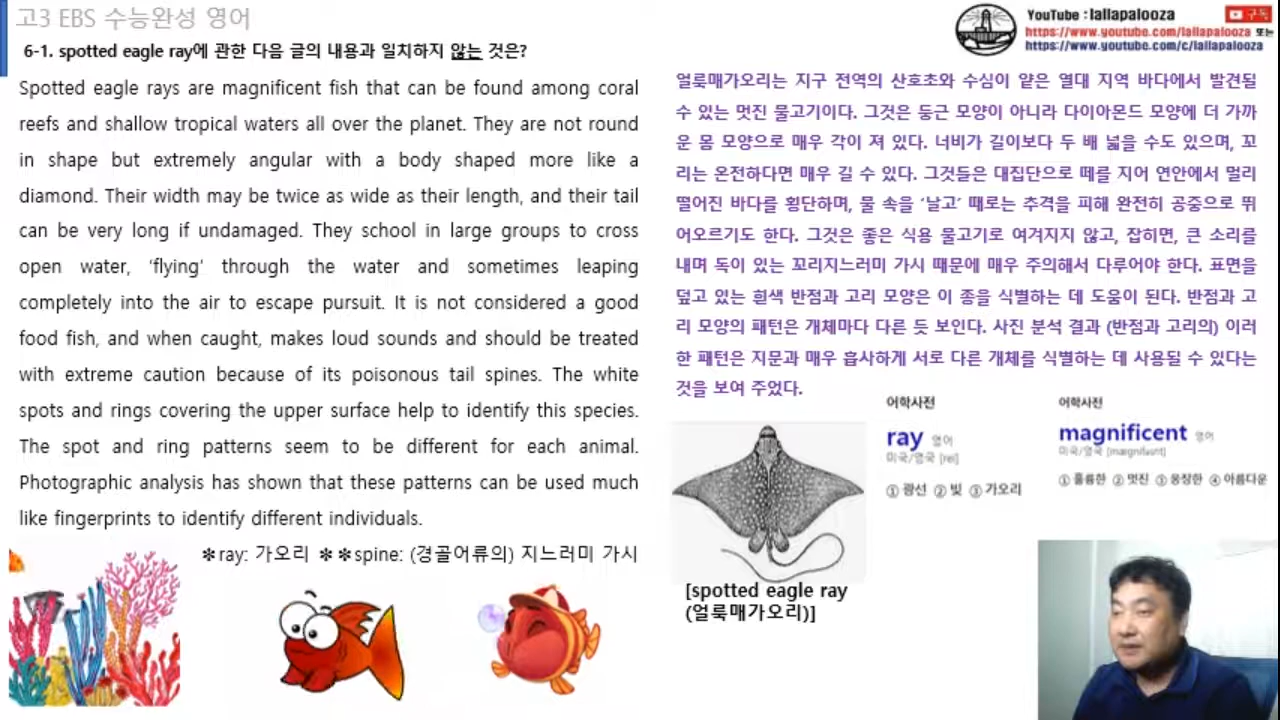 고3 EBS 수능완성 영어
YouTube : lallapalooza
구독
https://www.youtube.com/lallapalooza 또는
https://www.youtube.com/c/lallapalooza
6-1. spotted eagle ray에 관한 다음 글의 내용과 일치하지 않는 것은?
Spotted eagle rays are magnificent fish that can be found among coral
reefs and shallow tropical waters all over the planet. They are not round
in shape but extremely angular with a body shaped more like a
diamond. Their width may be twice as wide as their length, and their tail
can be very long if undamaged. They school in large groups to cross
open water, ‘flying’ through the water and sometimes leaping
completely into the air to escape pursuit. It is not considered a good
food fish, and when caught, makes loud sounds and should be treated
with extreme caution because of its poisonous tail spines. The white
spots and rings covering the upper surface help to identify this species.
The spot and ring patterns seem to be different for each animal.
Photographic analysis has shown that these patterns can be used much
like fingerprints to identify different individuals.
✻ray: 가오리 ✻✻spine: (경골어류의) 지느러미 가시
얼룩매가오리는 지구 전역의 산호초와 수심이 얕은 열대 지역 바다에서 발견될
수 있는 멋진 물고기이다. 그것은 둥근 모양이 아니라 다이아몬드 모양에 더 가까
운 몸 모양으로 매우 각이 져 있다. 너비가 길이보다 두 배 넓을 수도 있으며, 꼬
리는 온전하다면 매우 길 수 있다. 그것들은 대집단으로 떼를 지어 연안에서 멀리
떨어진 바다를 횡단하며, 물 속을 ‘날고’ 때로는 추격을 피해 완전히 공중으로 뛰
어오르기도 한다. 그것은 좋은 식용 물고기로 여겨지지 않고, 잡히면, 큰 소리를
내며 독이 있는 꼬리지느러미 가시 때문에 매우 주의해서 다루어야 한다. 표면을
덮고 있는 흰색 반점과 고리 모양은 이 종을 식별하는 데 도움이 된다. 반점과 고
리 모양의 패턴은 개체마다 다른 듯 보인다. 사진 분석 결과 (반점과 고리의) 이러
한 패턴은 지문과 매우 흡사하게 서로 다른 개체를 식별하는 데 사용될 수 있다는
것을 보여 주었다.
어학사전
ray 영어
미국/영국 [rei]
① 광선 ② 빛 ③ 가오리
어학사전
magnificent 영어
미국/영국 [mægnífəsnt]
① 훌륭한 ② 멋진 ③ 웅장한 ④ 아름다운
[spotted eagle ray
(얼룩매가오리)]